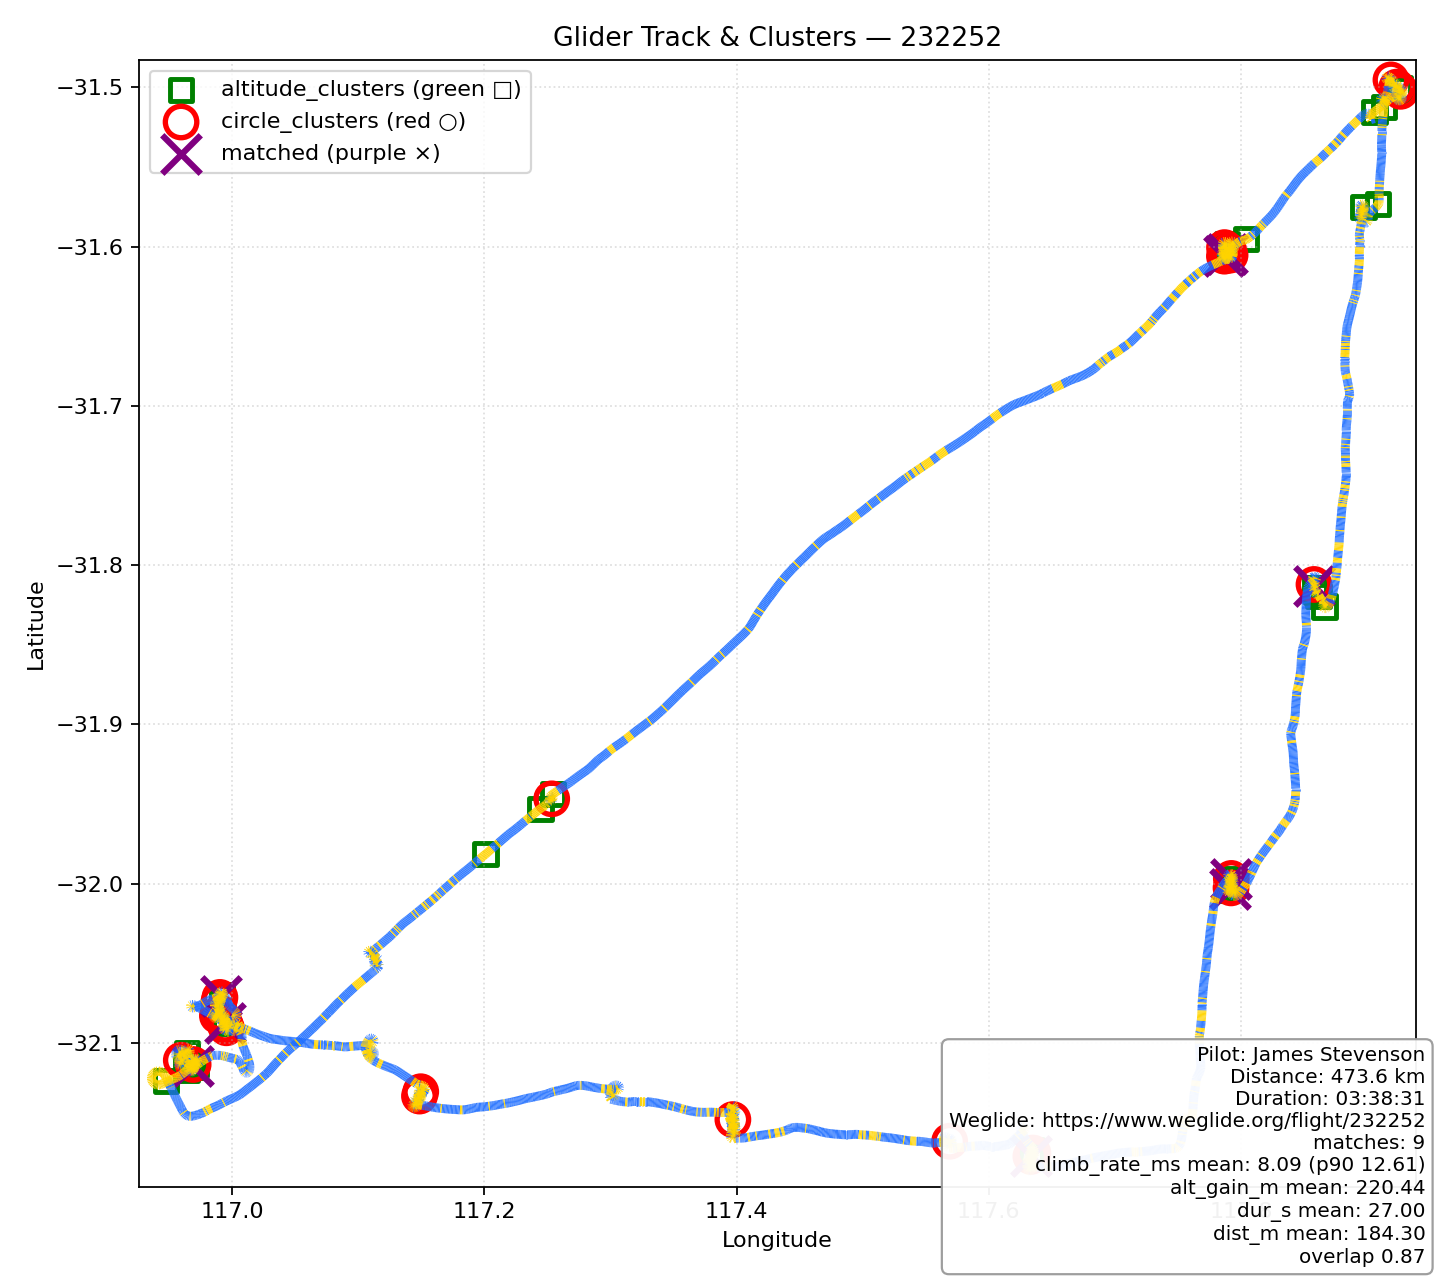 Glider Track & Clusters — 232252
altitude_clusters (green □)
circle_clusters (red ○)
matched (purple ×)
−31.5
−31.6
−31.7
−31.8
−31.9
−32.0
−32.1
Latitude
117.0
117.2
117.4
117.6
Longitude
Pilot: James Stevenson
Distance: 473.6 km
Duration: 03:38:31
Weglide: https://www.weglide.org/flight/232252
matches: 9
climb_rate_ms mean: 8.09 (p90 12.61)
alt_gain_m mean: 220.44
dur_s mean: 27.00
dist_m mean: 184.30
overlap 0.87